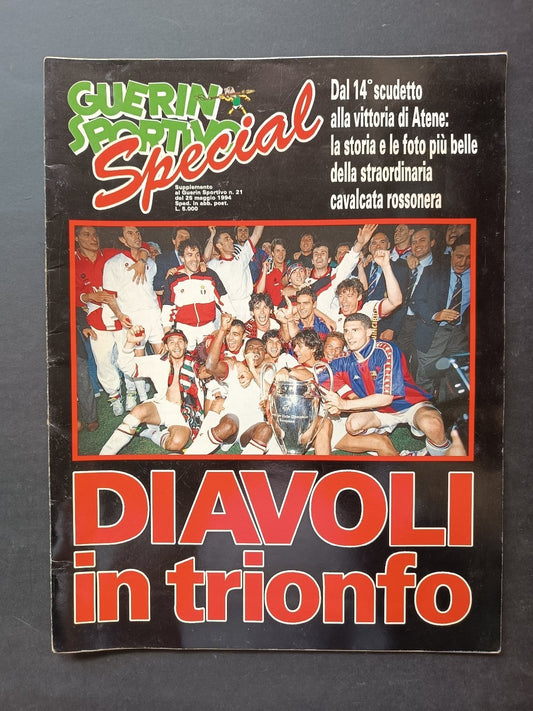 GUERIN
SPORTIVO
Special
Supplemento
al Guerin Sportivo n. 21
del 25 maggio 1994
Sped. in abb. post.
L. 5.000
Dal 14° scudetto
alla vittoria di Atene:
la storia e le foto più belle
della straordinaria
cavalcata rossonera
DIAVOLI
in trionfo